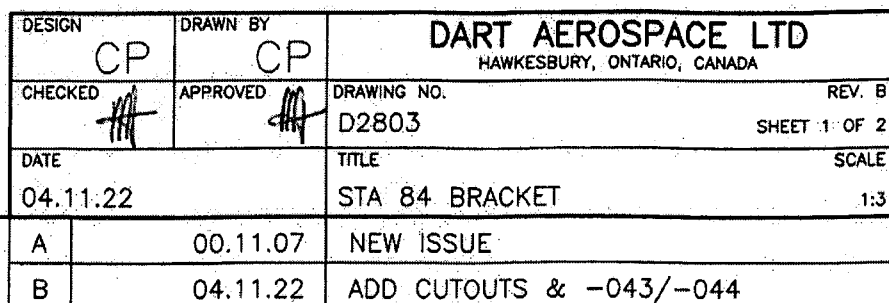 DESIGN
CP
DRAWN BY
CP
DART AEROSPACE LTD
HAWKESBURY, ONTARIO, CANADA
CHECKED
APPROVED
DRAWING NO.
D2803
REV. B
SHEET 1 OF 2
DATE
04.11.22
TITLE
STA 84 BRACKET
SCALE
1:3
A 00.11.07 NEW ISSUE
B 04.11.22 ADD CUTOUTS & -043/-044